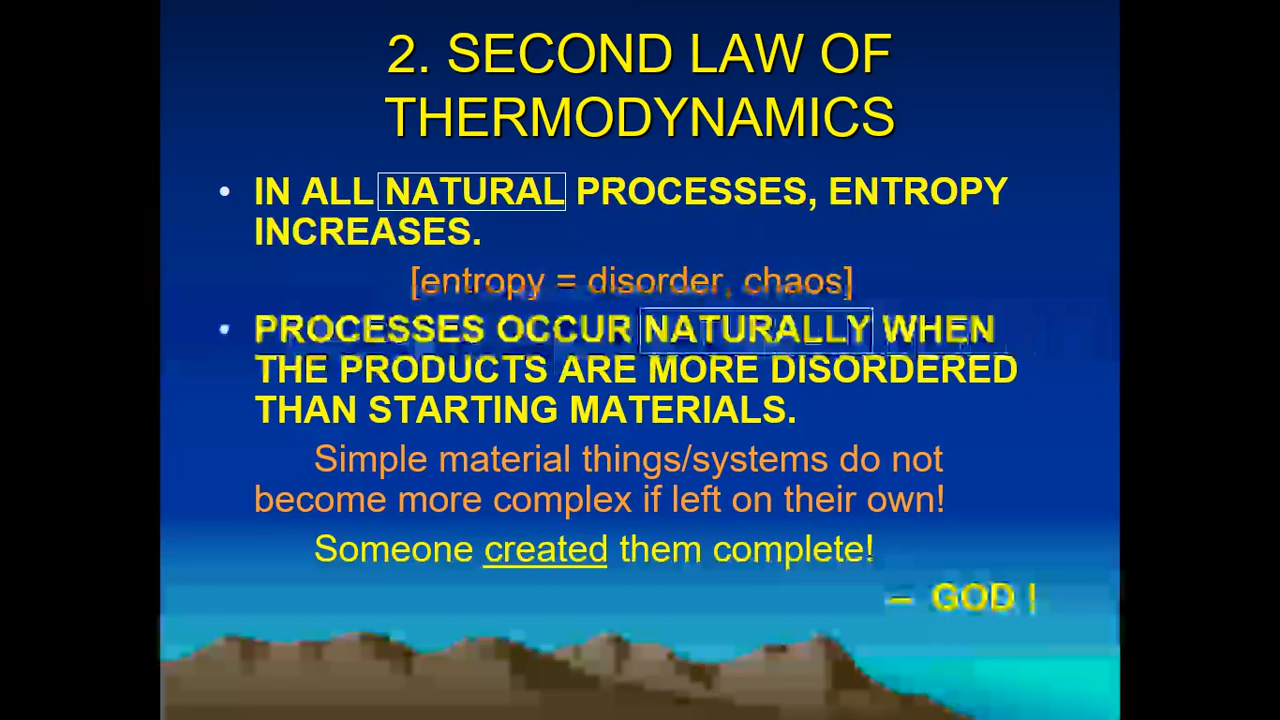 2. SECOND LAW OF
THERMODYNAMICS
• IN ALL NATURAL PROCESSES, ENTROPY
INCREASES.
[entropy = disorder, chaos]
• PROCESSES OCCUR NATURALLY WHEN
THE PRODUCTS ARE MORE DISORDERED
THAN STARTING MATERIALS.
Simple material things/systems do not
become more complex if left on their own!
Someone created them complete!
– GOD !